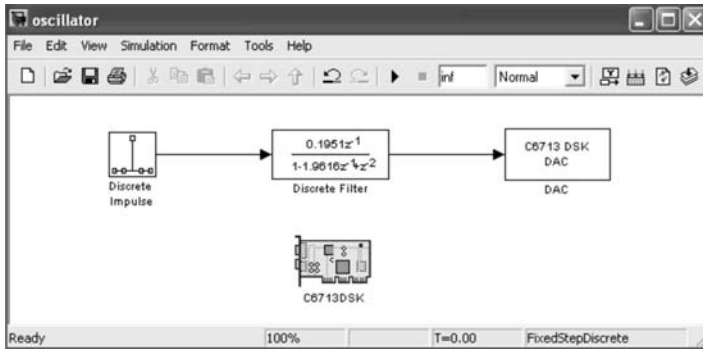 oscillator
File Edit View Simulation Format Tools Help
inf Normal
0.1951z-1
1-1.9616z-1+z-2
C6713 DSK
DAC
Discrete
Impulse
Discrete Filter
DAC
C6713DSK
Ready 100% T=0.00 FixedStepDiscrete